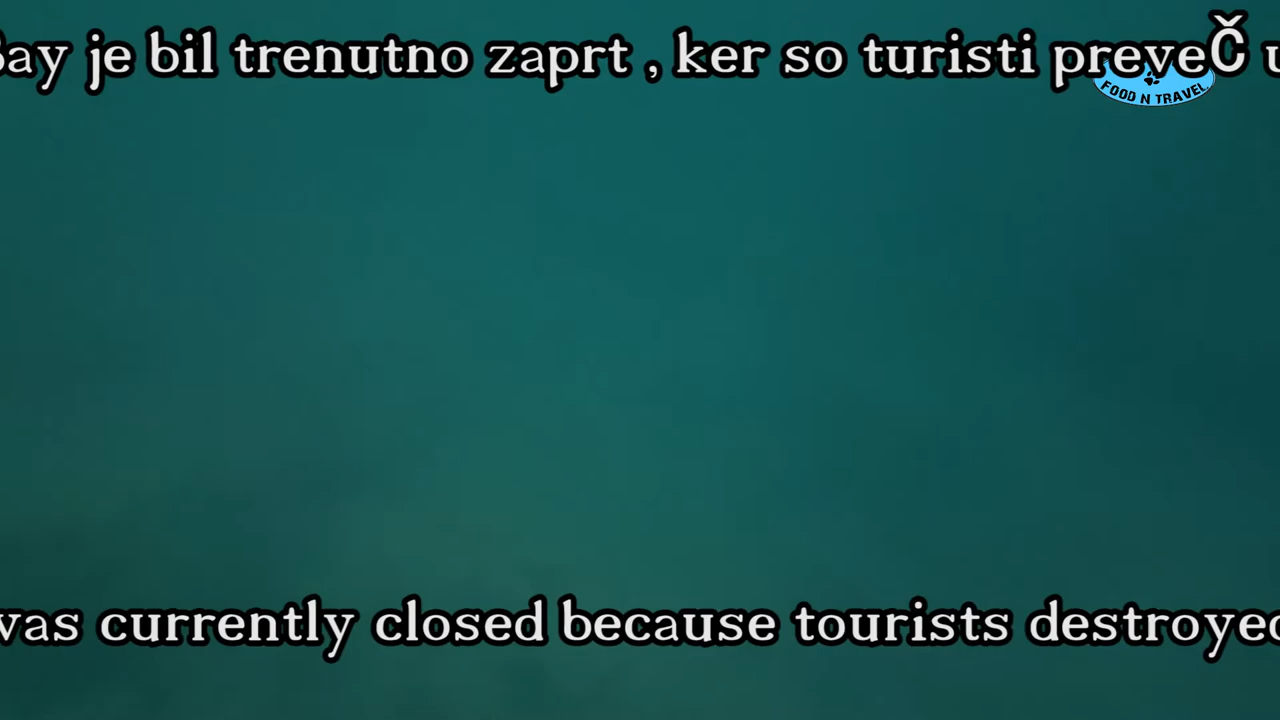 Bay je bil trenutno zaprt , ker so turisti preveČ
FOOD N TRAVEL
was currently closed because tourists destroyed